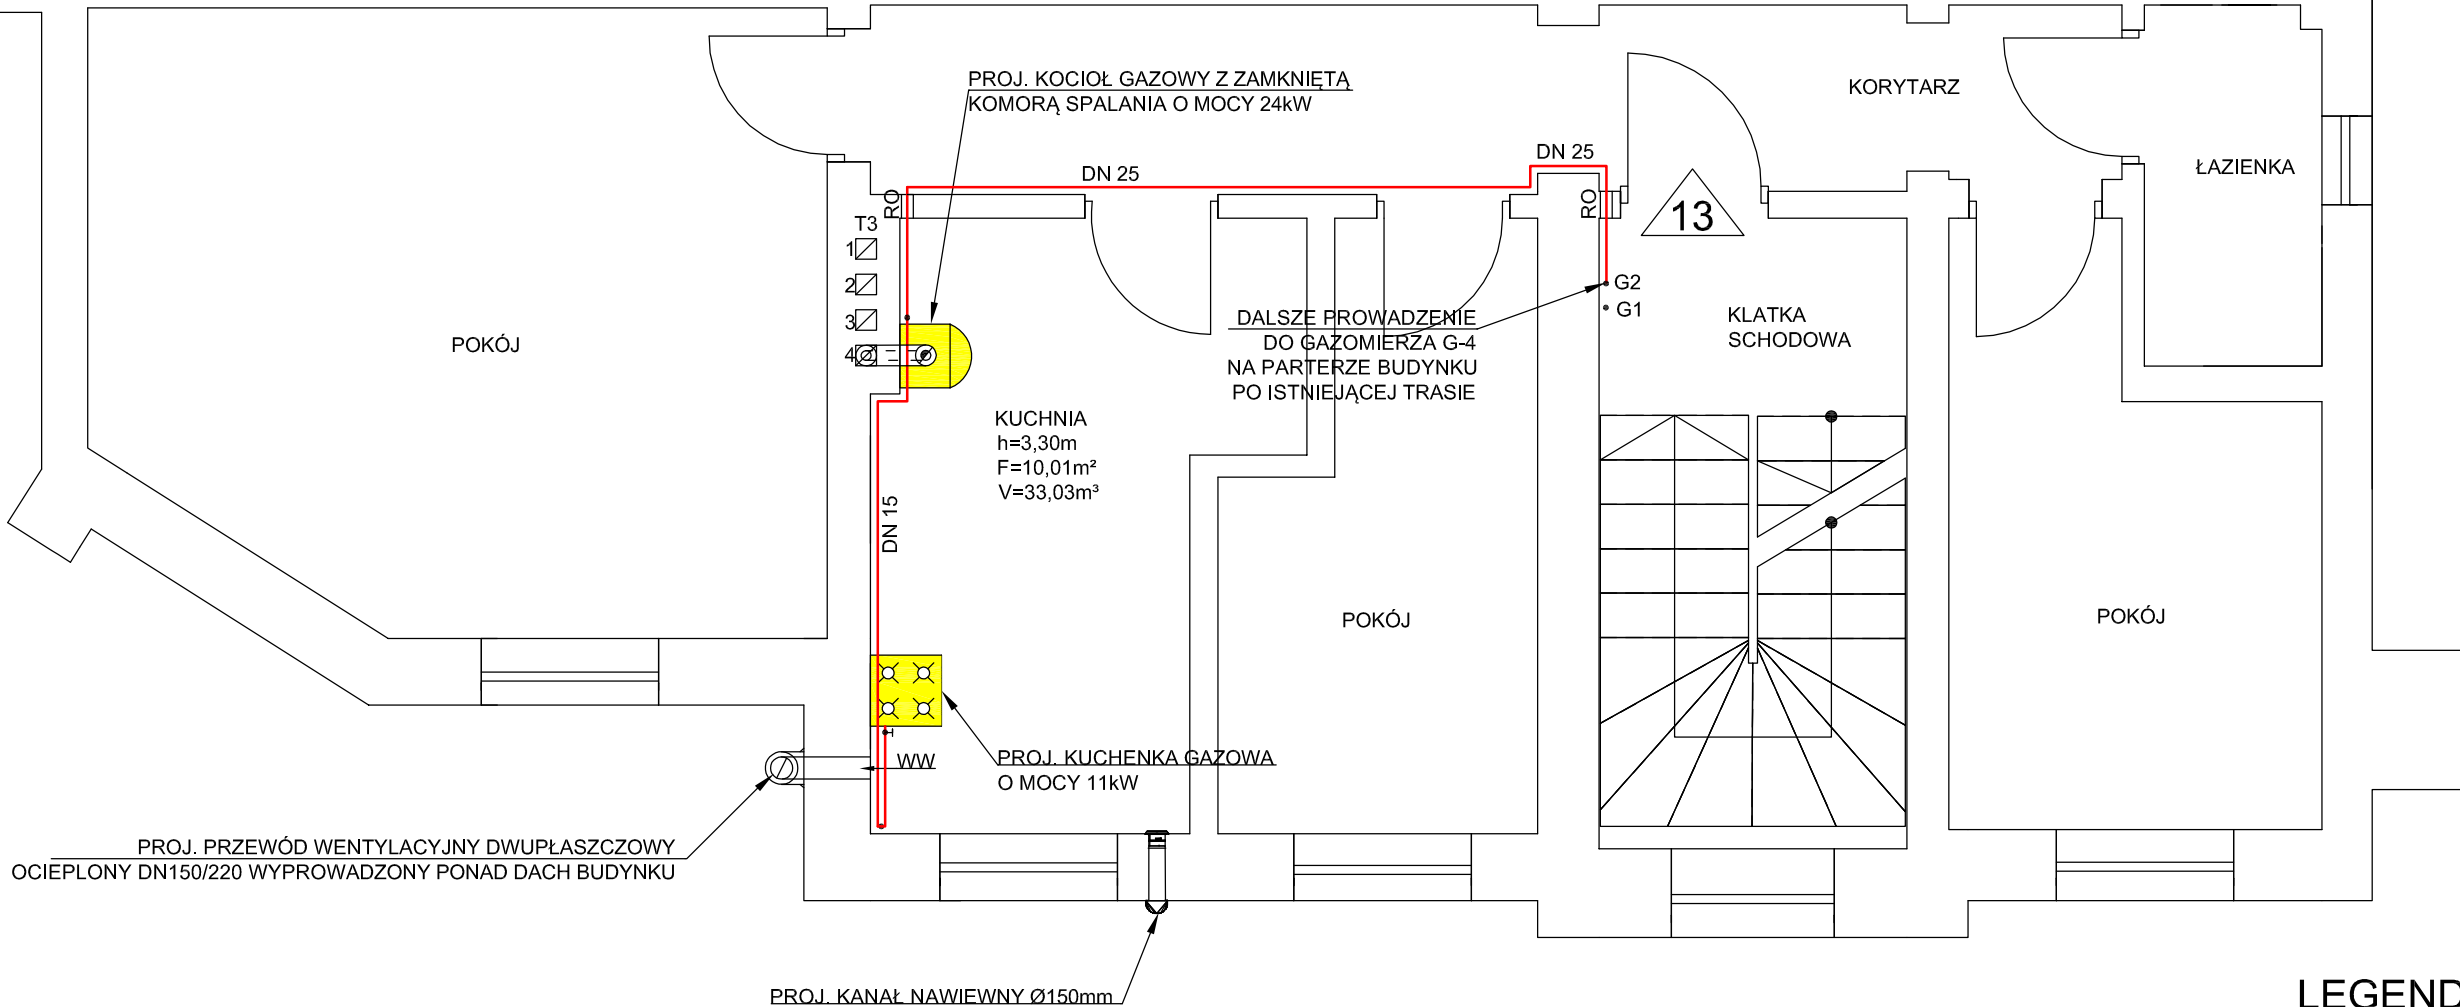 PROJ. KOCIOŁ GAZOWY Z ZAMKNIĘTĄ
KOMORĄ SPALANIA O MOCY 24kW
KORYTARZ
DN 25
DN 25
ŁAZIENKA
RO
RO
13
T3
1
2
3
4
G2
G1
POKÓJ
DALSZE PROWADZENIE
DO GAZOMIERZA G-4
NA PARTERZE BUDYNKU
PO ISTNIEJĄCEJ TRASIE
KLATKA
SCHODOWA
KUCHNIA
h=3,30m
F=10,01m²
V=33,03m³
DN 15
POKÓJ
POKÓJ
WW
PROJ. KUCHENKA GAZOWA
O MOCY 11kW
PROJ. PRZEWÓD WENTYLACYJNY DWUPŁASZCZOWY
OCIEPLONY DN150/220 WYPROWADZONY PONAD DACH BUDYNKU
PROJ. KANAŁ NAWIEWNY Ø150mm
LEGEND